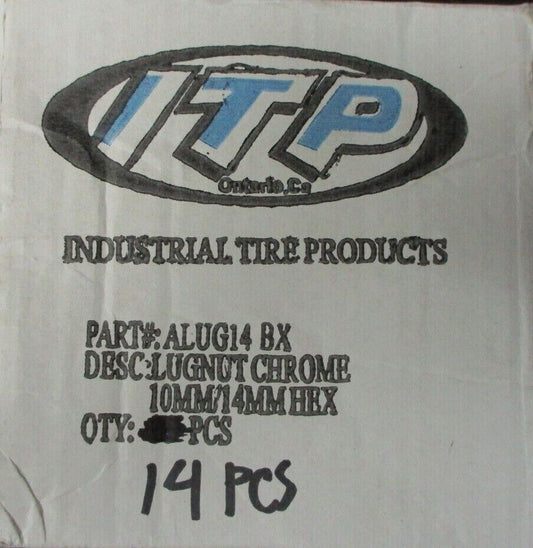 ITP
Ontario, Ca
INDUSTRIAL TIRE PRODUCTS
PART#: ALUG14 BX
DESC: LUGNUT CHROME
10MM/14MM HEX
QTY: PCS
14 PCS